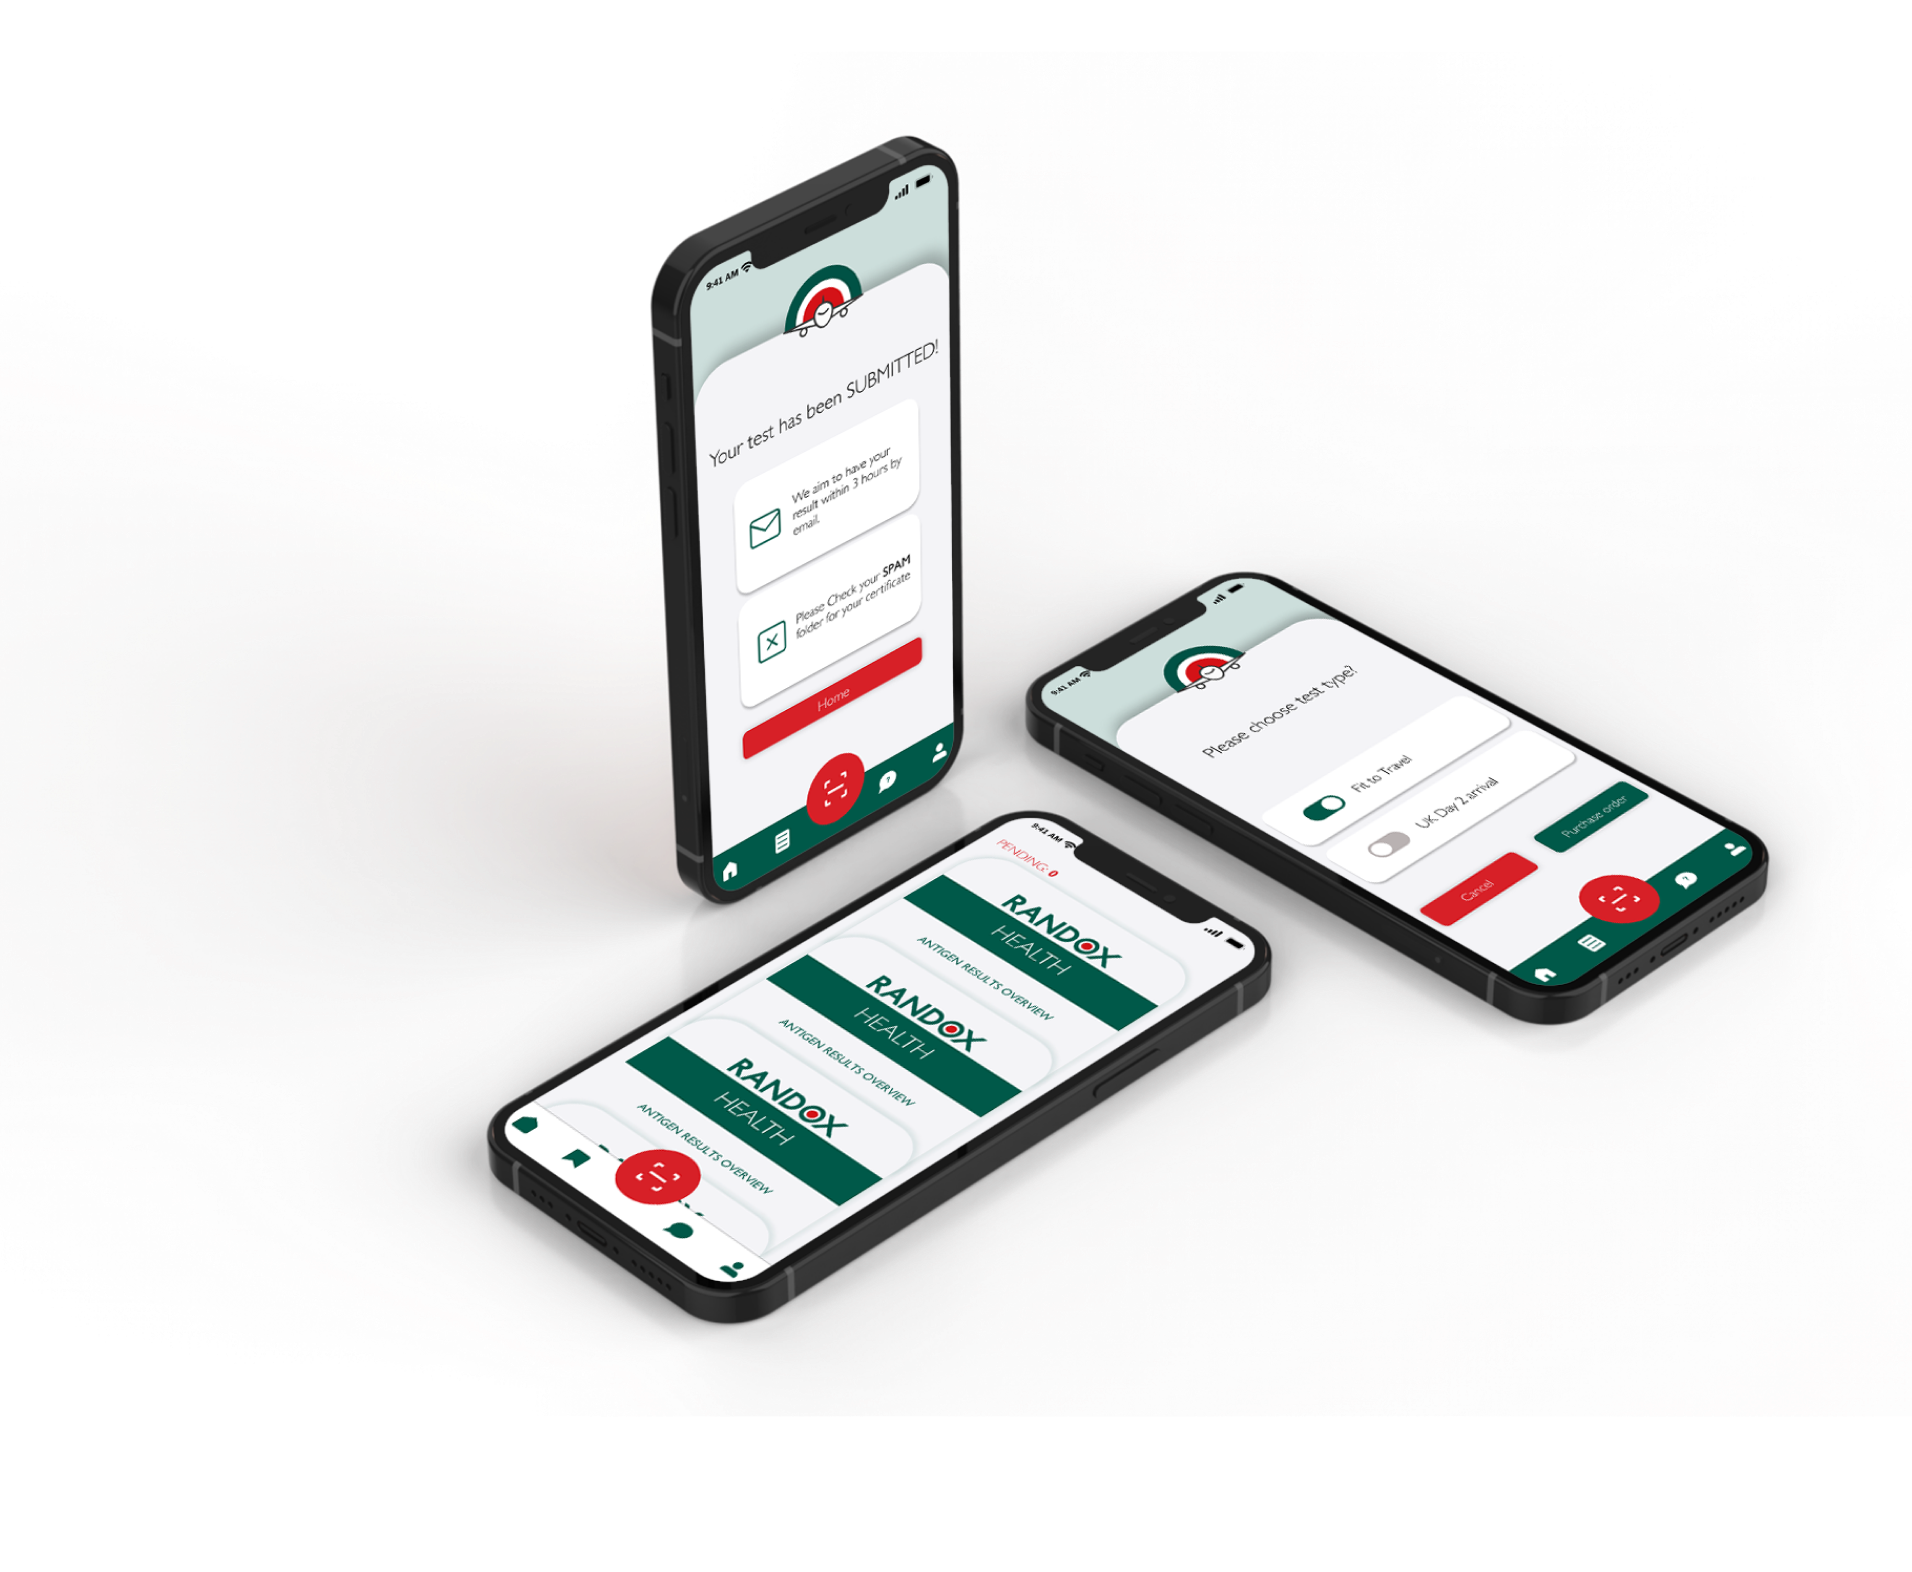 9:41 AM
Your test has been SUBMITTED!
We aim to have your
result within 3 hours by
email.
Please Check your SPAM
folder for your certificate
Home
9:41 AM
Please choose test type?
Fit to Travel
UK Day 2 arrival
Purchase order
Cancel
9:41 AM
PENDING: 0
RANDOX
HEALTH
ANTIGEN RESULTS OVERVIEW
RANDOX
HEALTH
ANTIGEN RESULTS OVERVIEW
RANDOX
HEALTH
ANTIGEN RESULTS OVERVIEW